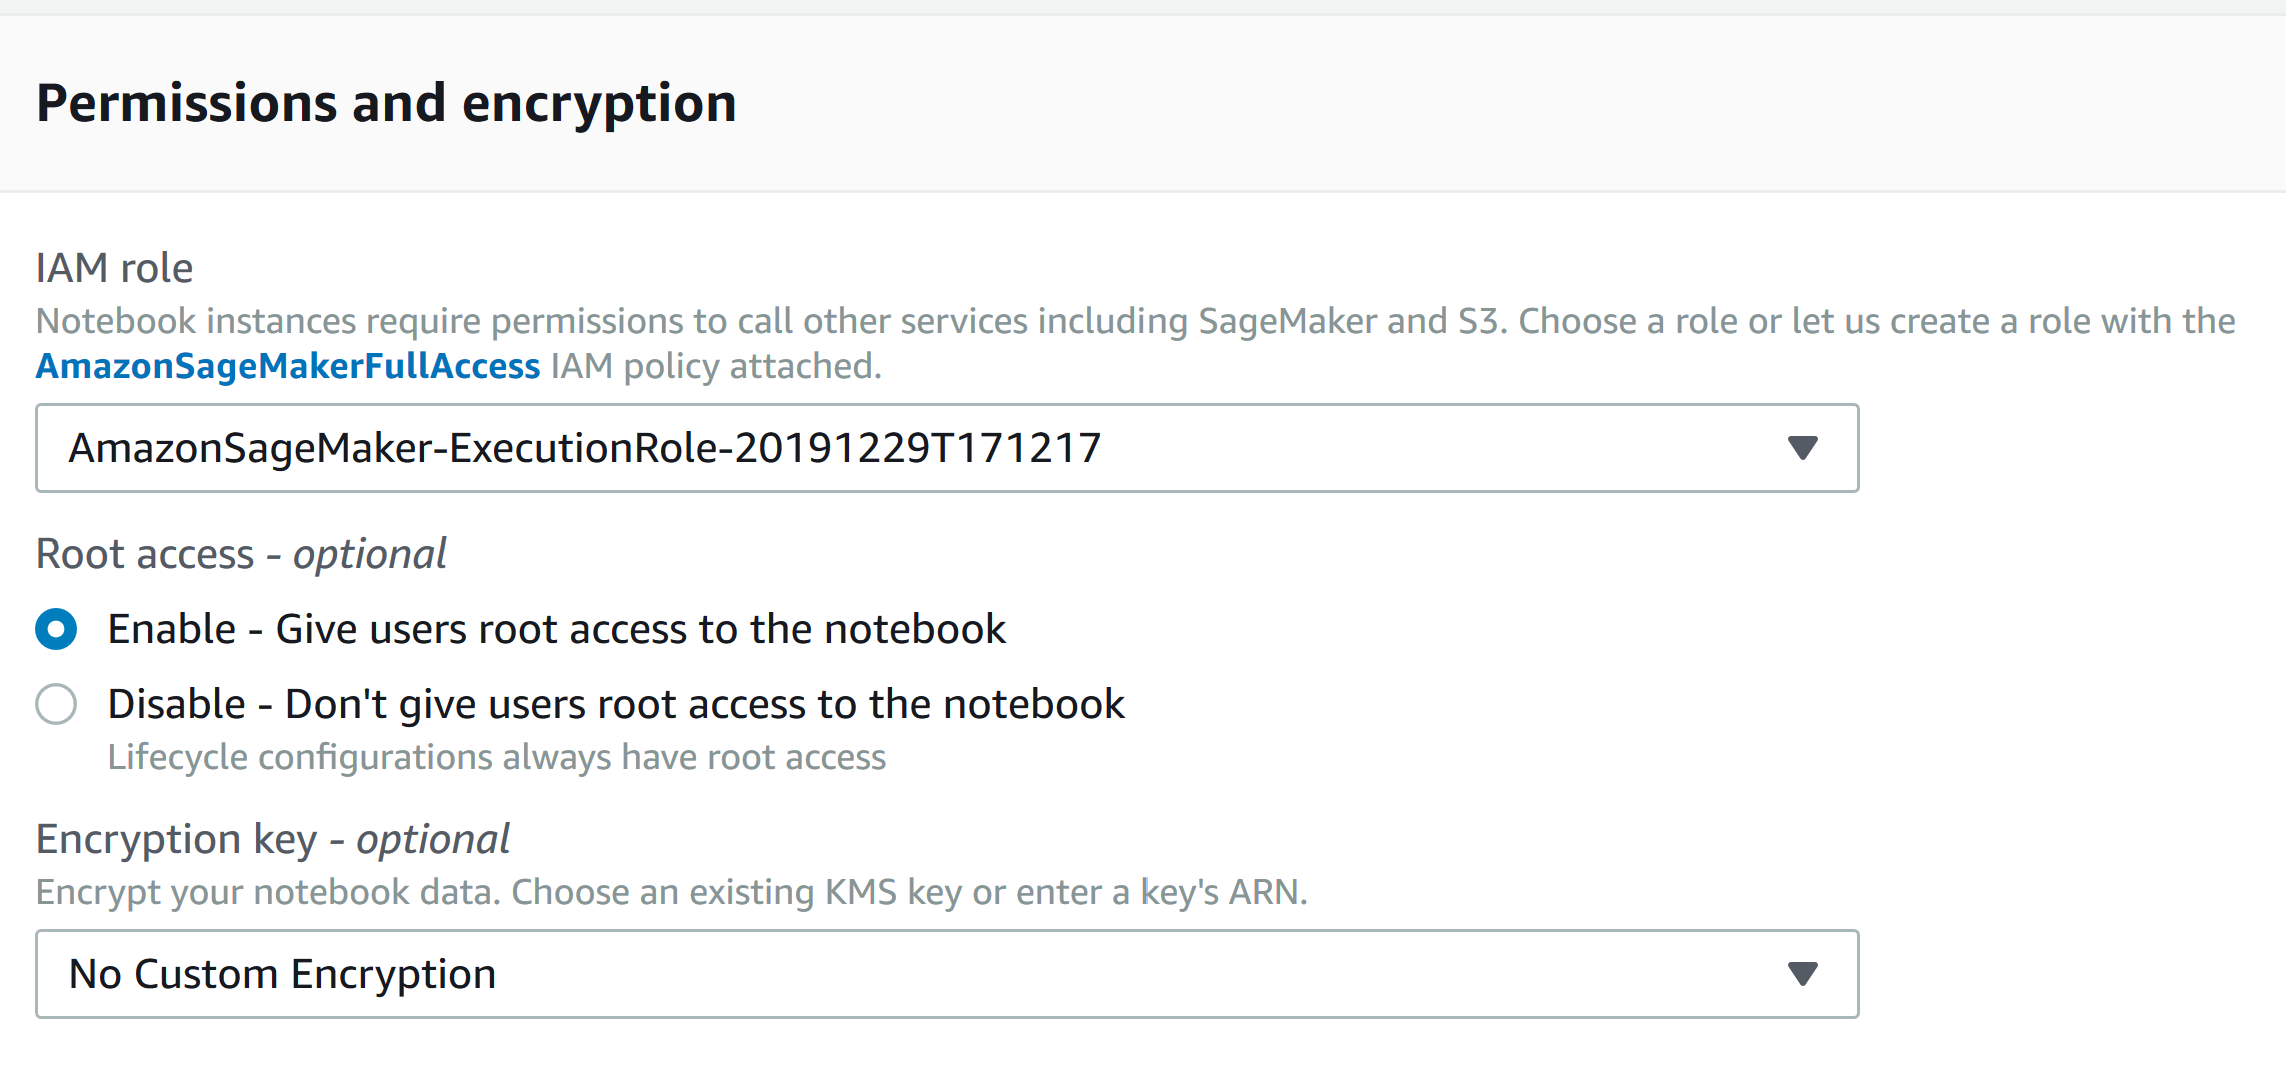 Permissions and encryption
IAM role
Notebook instances require permissions to call other services including SageMaker and S3. Choose a role or let us create a role with the
AmazonSageMakerFullAccess IAM policy attached.
AmazonSageMaker-ExecutionRole-20191229T171217
Root access - optional
Enable - Give users root access to the notebook
Disable - Don't give users root access to the notebook
Lifecycle configurations always have root access
Encryption key - optional
Encrypt your notebook data. Choose an existing KMS key or enter a key's ARN.
No Custom Encryption